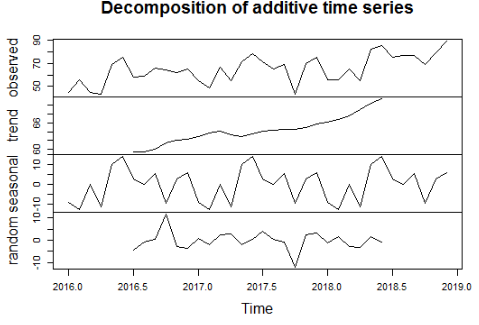 Decomposition of additive time series
observed
50 70 90
trend
60 66
seasonal
-10 0 10
random
-10 0 10
2016.0 2016.5 2017.0 2017.5 2018.0 2018.5 2019.0
Time